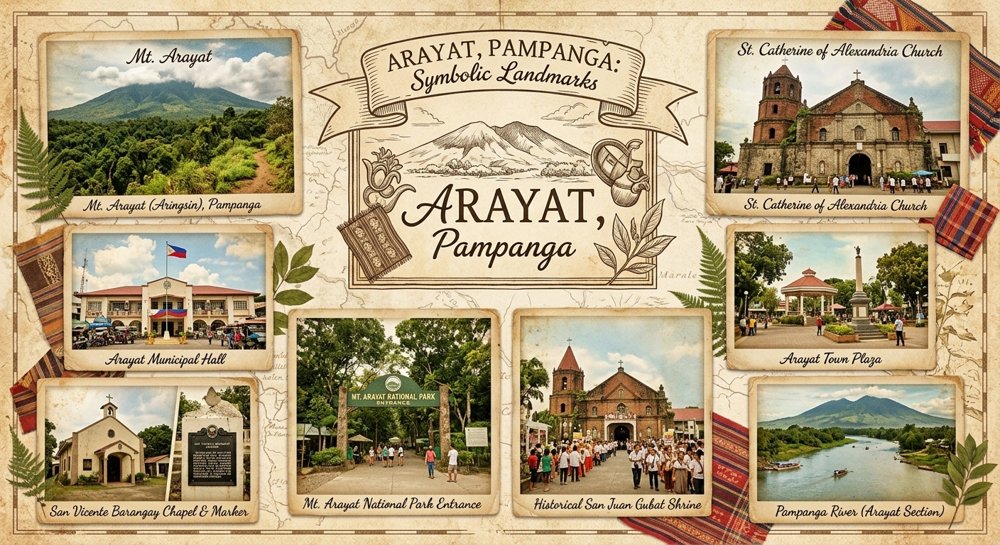 ARAYAT, PAMPANGA:
Symbolic Landmarks
ARAYAT,
Pampanga
Mt. Arayat
Mt. Arayat (Aringsin), Pampanga
St. Catherine of Alexandria Church
St. Catherine of Alexandria Church
Arayat Municipal Hall
Arayat Town Plaza
San Vicente Barangay Chapel & Marker
MT. ARAYAT RATIONAL PARK
ENTRANCE
Mt. Arayat National Park Entrance
Historical San Juan Gubat Shrine
Pampanga River (Arayat Section)